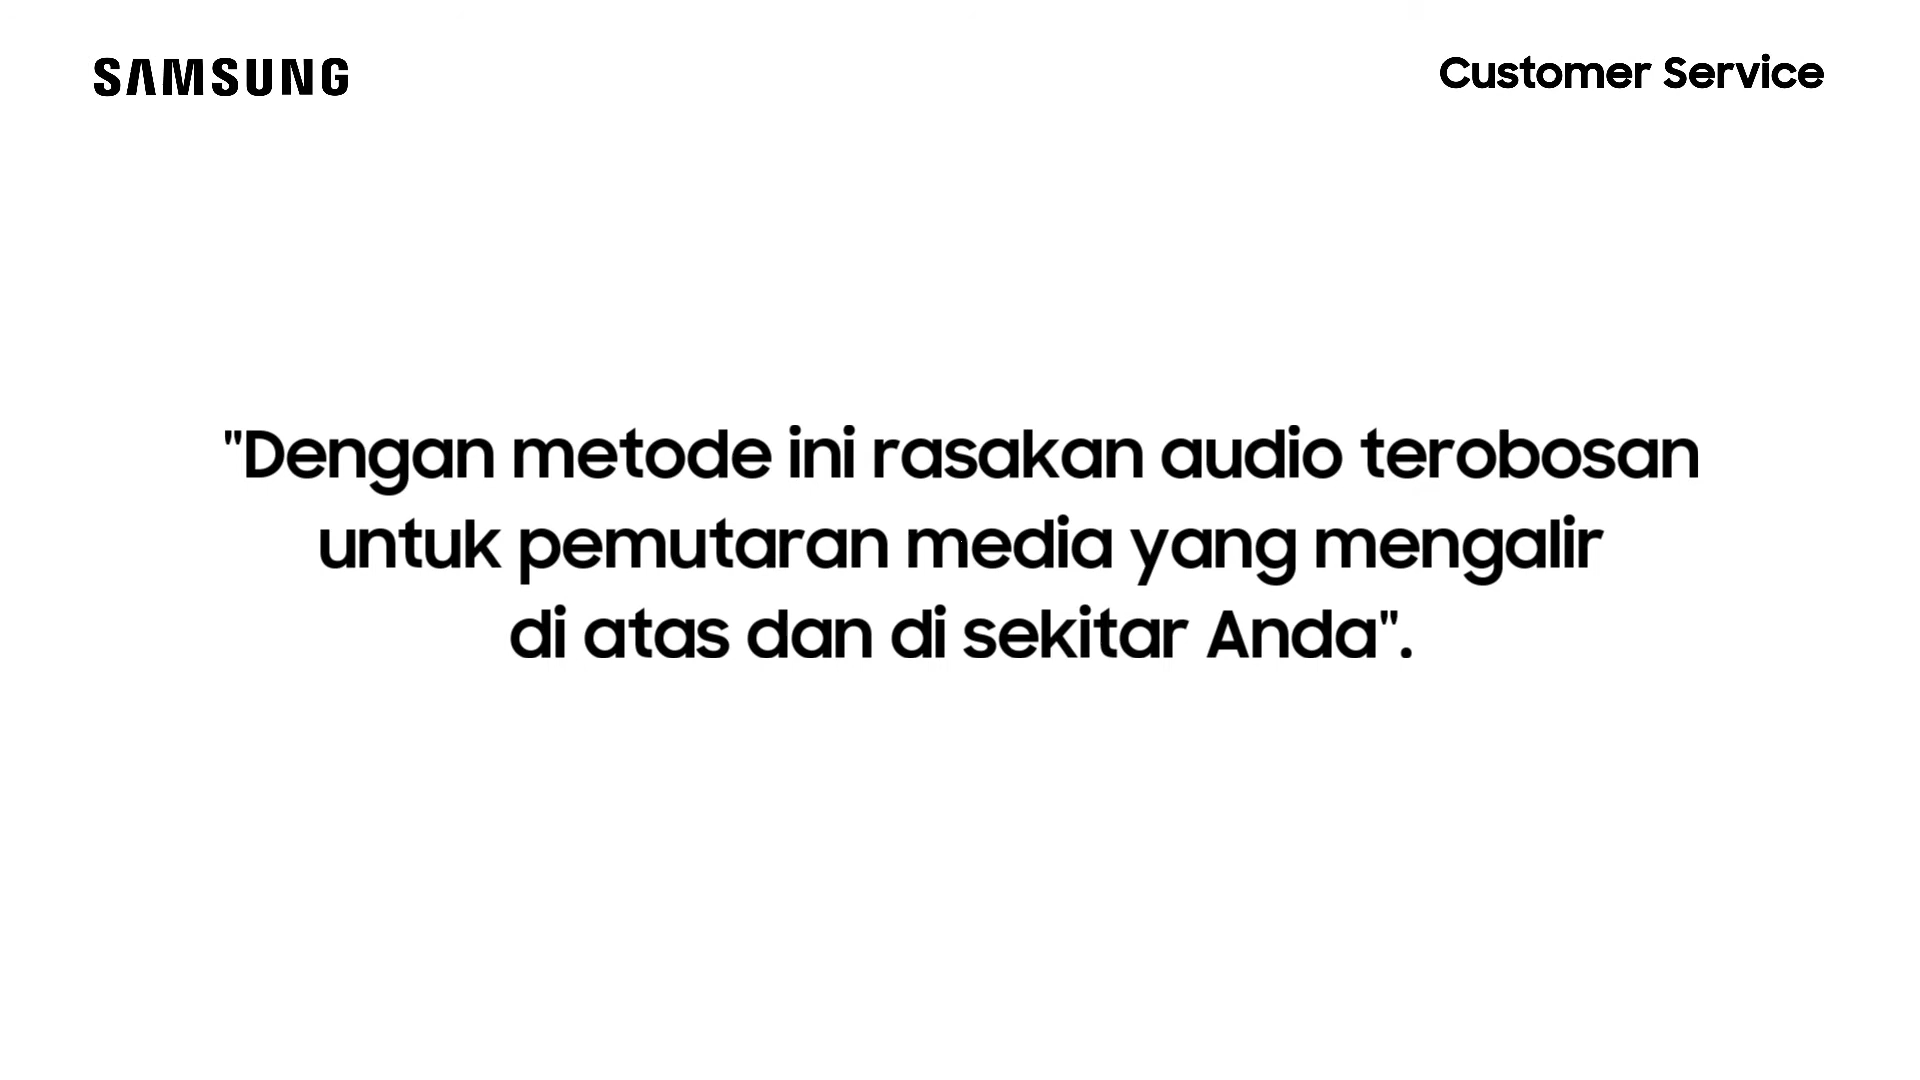 SAMSUNG
Customer Service
"Dengan metode ini rasakan audio terobosan
untuk pemutaran media yang mengalir
di atas dan di sekitar Anda".